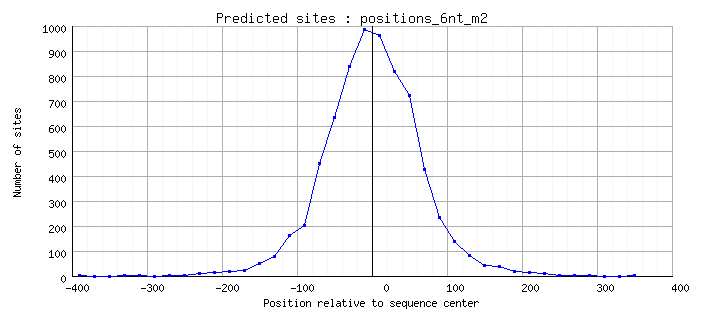 Predicted sites : positions_6nt_m2
1000
900
800
700
600
500
400
300
200
100
0
Number of sites
-400 -300 -200 -100 0 100 200 300 400
Position relative to sequence center